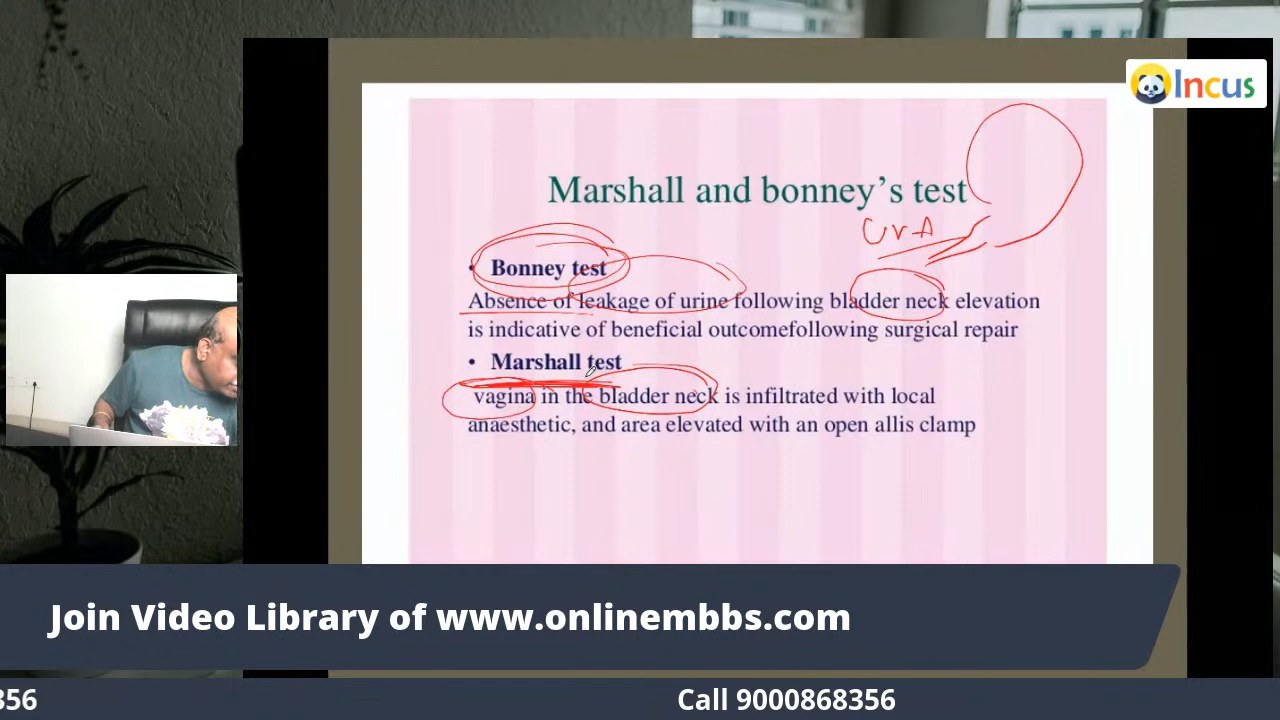 Incus
Marshall and bonney's test
UVA
• Bonney test
Absence of leakage of urine following bladder neck elevation
is indicative of beneficial outcomefollowing surgical repair
• Marshall test
vagina in the bladder neck is infiltrated with local
anaesthetic, and area elevated with an open allis clamp
Join Video Library of www.onlinembbs.com
356
Call 9000868356